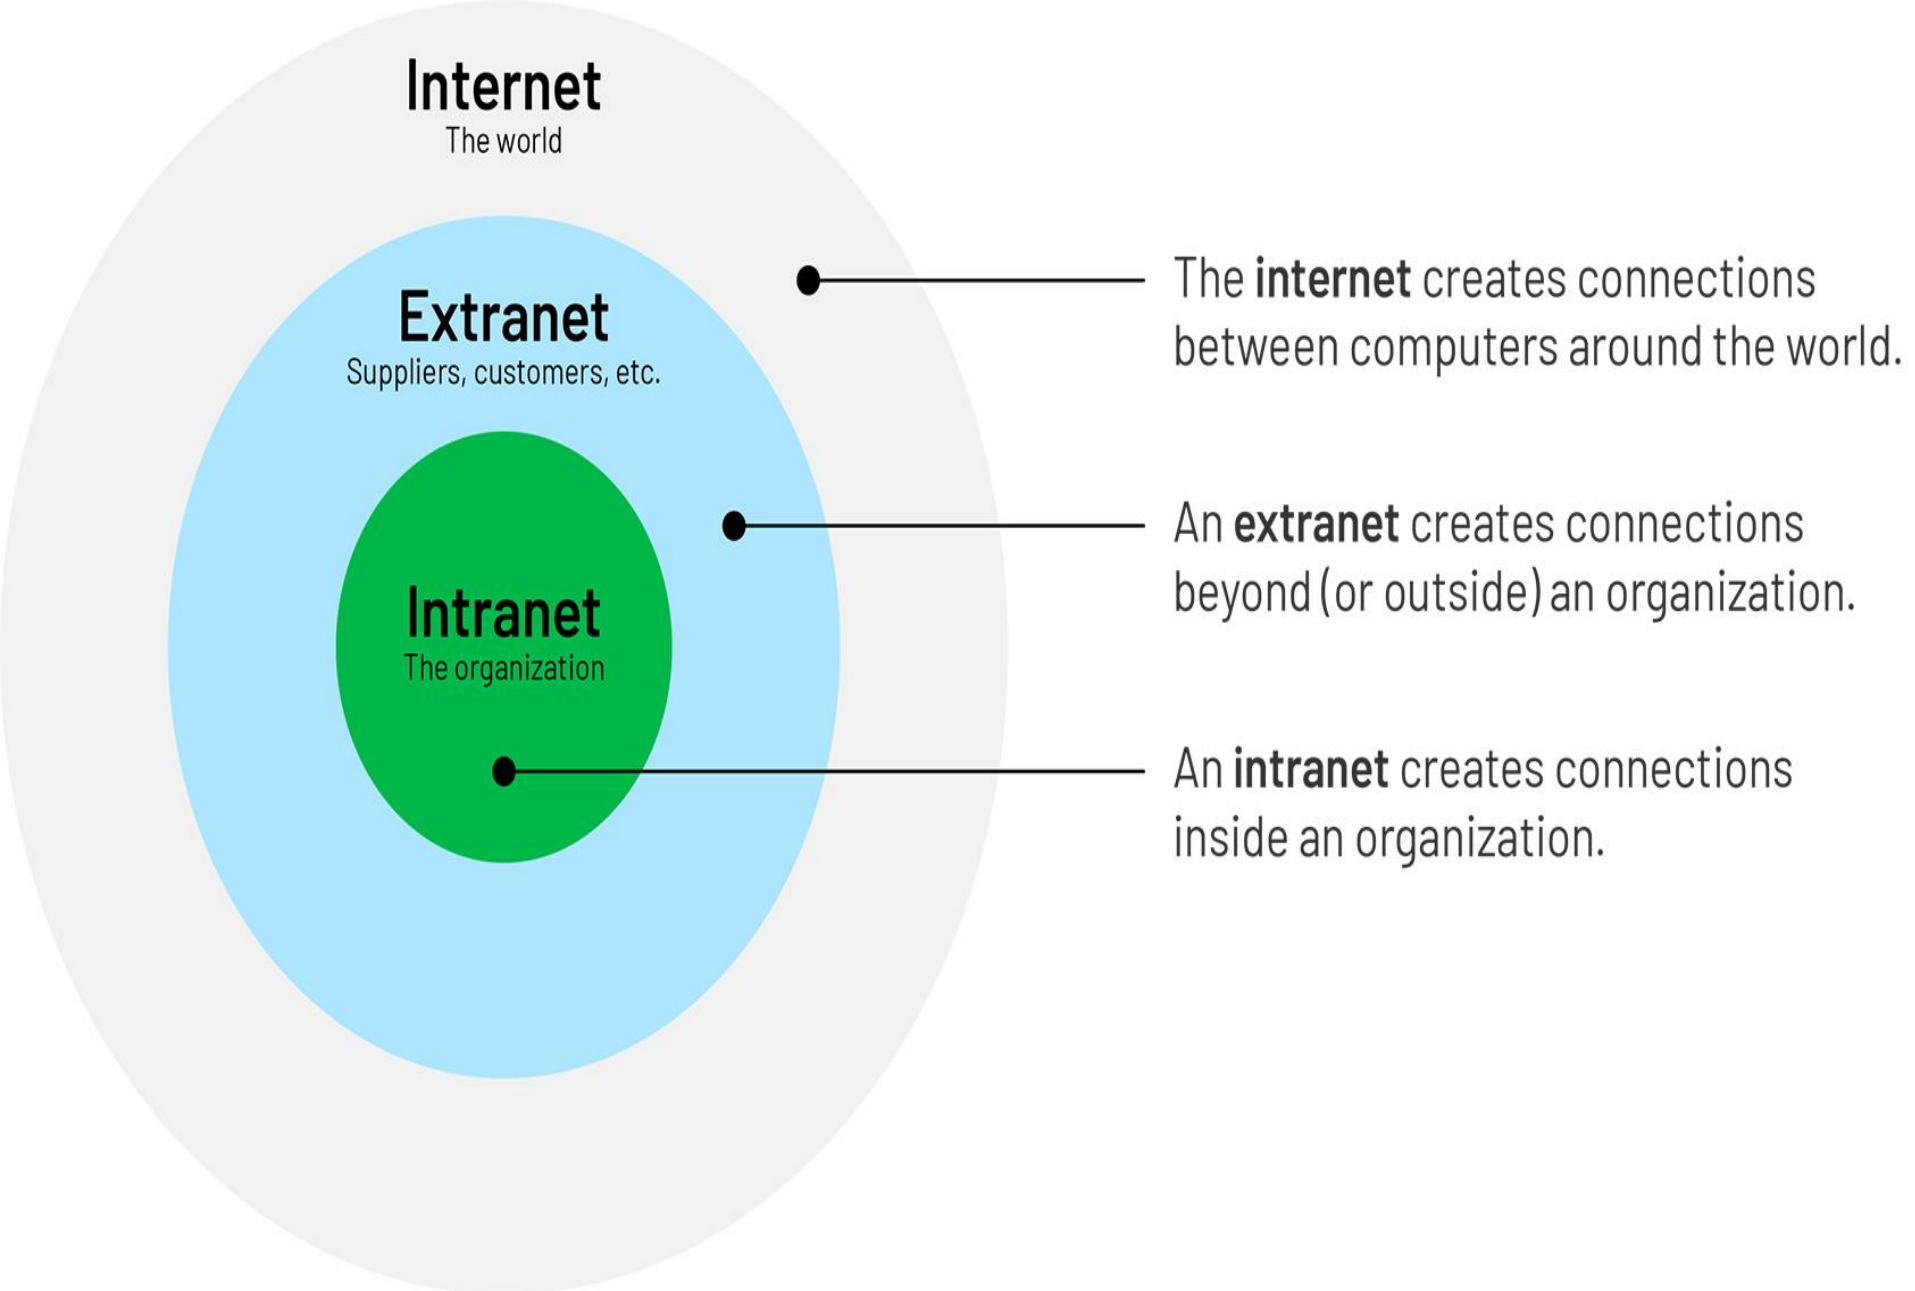 Internet
The world
Extranet
Suppliers, customers, etc.
Intranet
The organization
The internet creates connections
between computers around the world.
An extranet creates connections
beyond (or outside) an organization.
An intranet creates connections
inside an organization.